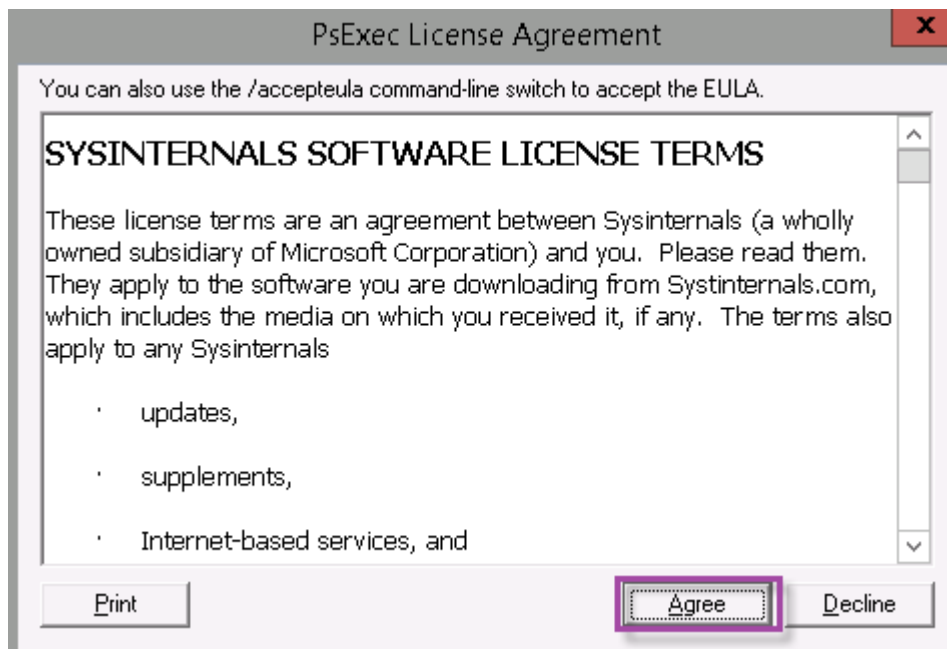 PsExec License Agreement
x
You can also use the /accepteula command-line switch to accept the EULA.
SYSINTERNALS SOFTWARE LICENSE TERMS
These license terms are an agreement between Sysinternals (a wholly
owned subsidiary of Microsoft Corporation) and you.  Please read them.
They apply to the software you are downloading from Systinternals.com,
which includes the media on which you received it, if any.  The terms also
apply to any Sysinternals
· updates,
· supplements,
· Internet-based services, and
Print Agree Decline